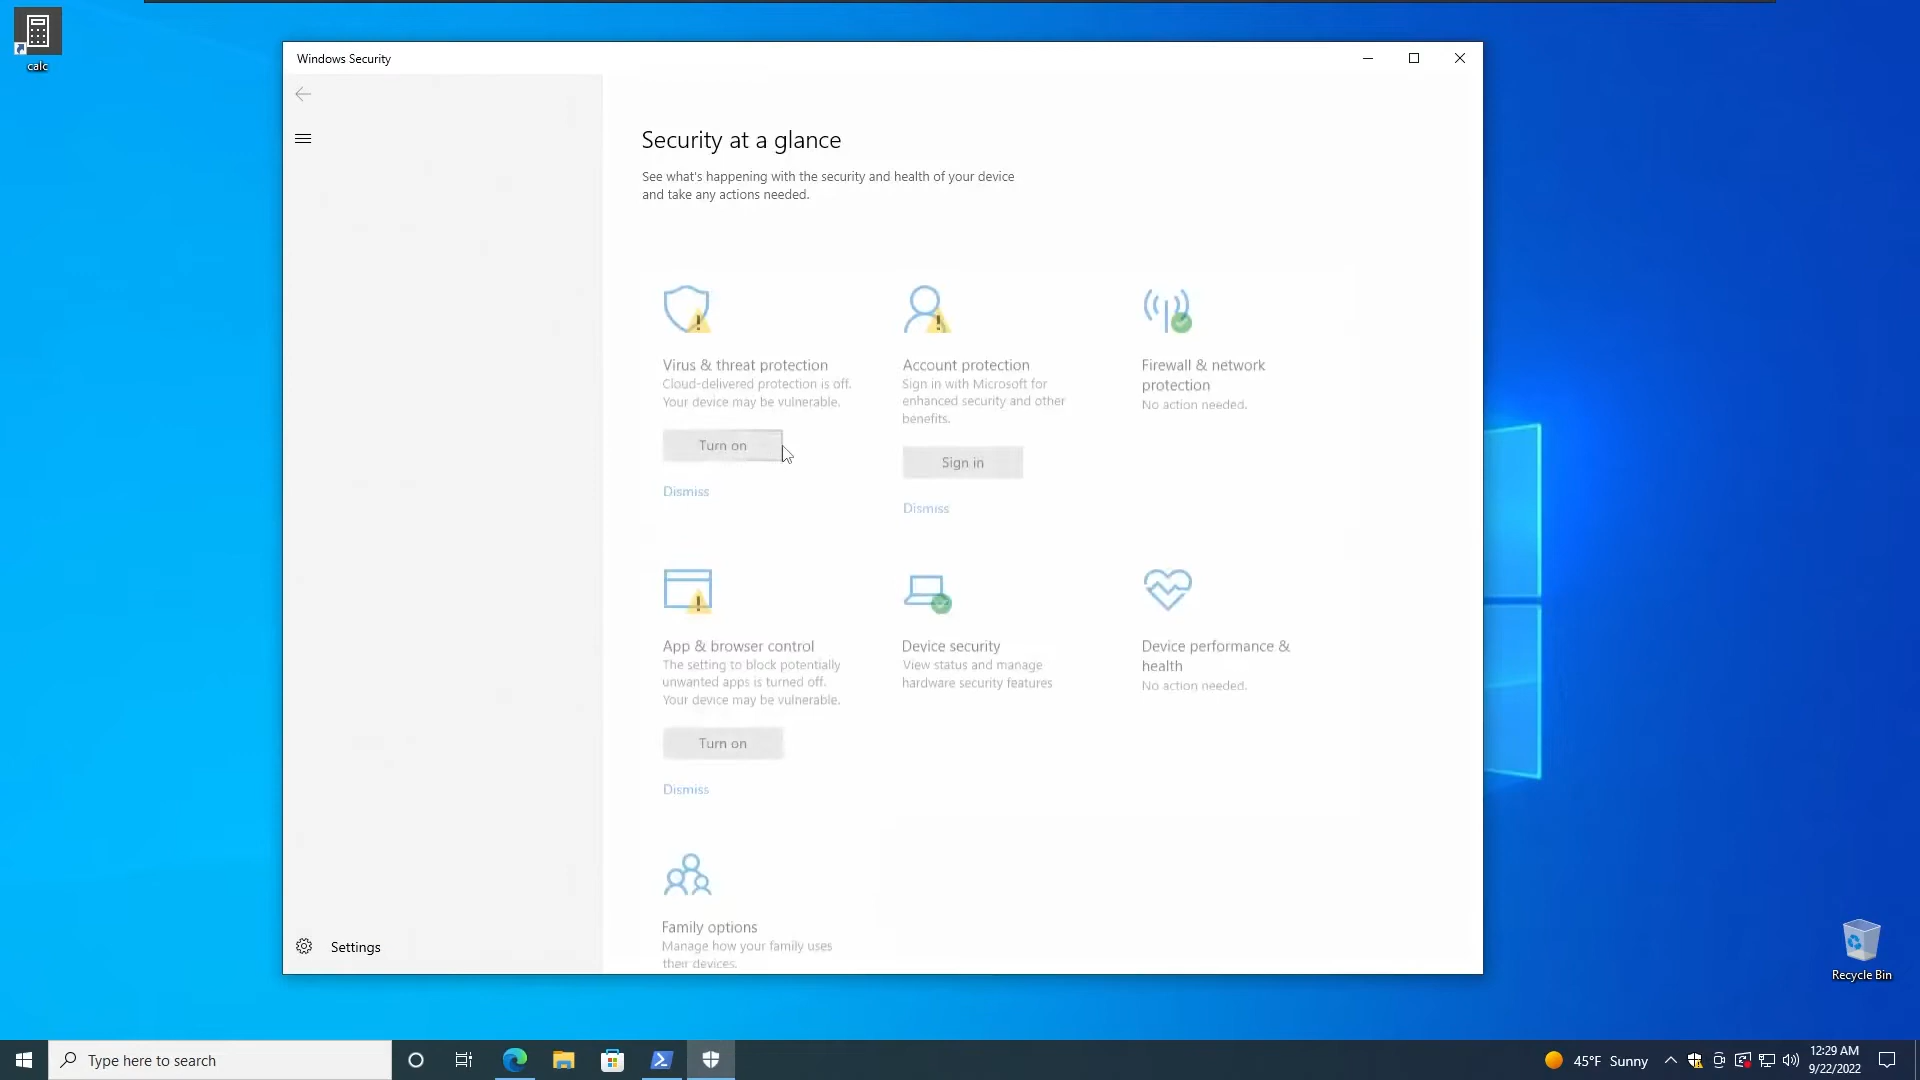 calc
Windows Security
Security at a glance
See what's happening with the security and health of your device
and take any actions needed.
Virus & threat protection
Cloud-delivered protection is off.
Your device may be vulnerable.
Turn on
Dismiss
Account protection
Sign in with Microsoft for
enhanced security and other
benefits.
Sign in
Dismiss
Firewall & network
protection
No action needed.
App & browser control
The setting to block potentially
unwanted apps is turned off.
Your device may be vulnerable.
Turn on
Dismiss
Device security
View status and manage
hardware security features
Device performance &
health
No action needed.
Family options
Manage how your family uses
their devices.
Settings
Recycle Bin
Type here to search
45°F Sunny
12:29 AM
9/22/2022